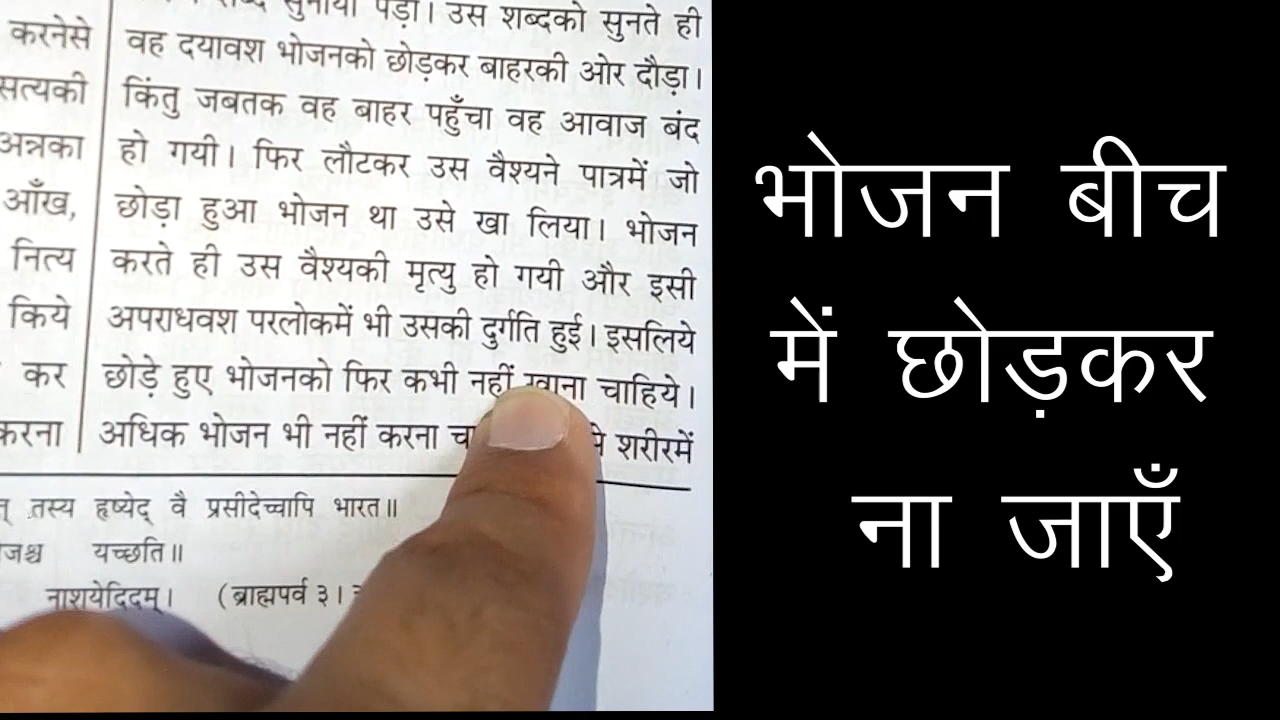 शब्द सुनायी पड़ा। उस शब्दको सुनते ही
करनेसे वह दयावश भोजनको छोड़कर बाहरकी ओर दौड़ा।
सत्यकी किंतु जबतक वह बाहर पहुँचा वह आवाज बंद
अन्नका हो गयी। फिर लौटकर उस वैश्यने पात्रमें जो
आँख, छोड़ा हुआ भोजन था उसे खा लिया। भोजन
नित्य करते ही उस वैश्यकी मृत्यु हो गयी और इसी
किये अपराधवश परलोकमें भी उसकी दुर्गति हुई। इसलिये
कर छोड़े हुए भोजनको फिर कभी नहीं खाना चाहिये।
करना अधिक भोजन भी नहीं करना शरीरमें
तस्य हृष्येद् वै प्रसीदेच्चापि भारत॥
यच्छति॥
नाशयेदिदम्। (ब्राह्मपर्व ३।
भोजन बीच
में छोड़कर
ना जाएँ